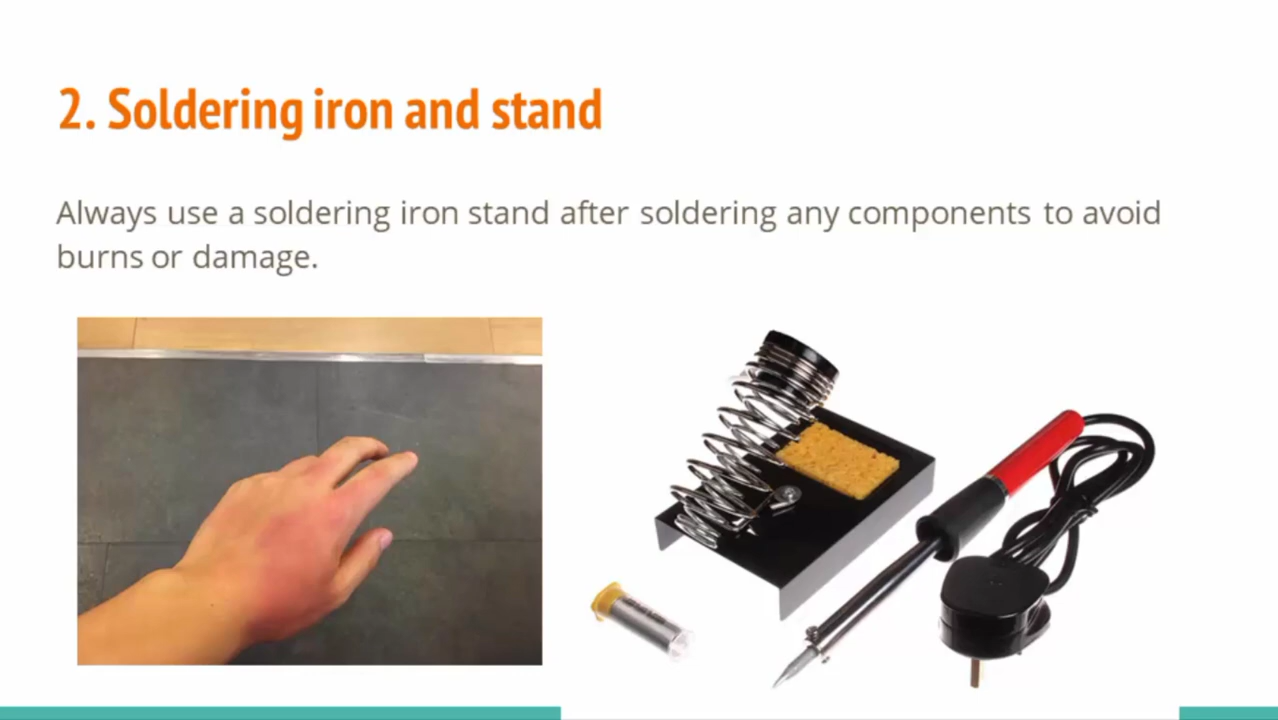 2. Soldering iron and stand
Always use a soldering iron stand after soldering any components to avoid
burns or damage.